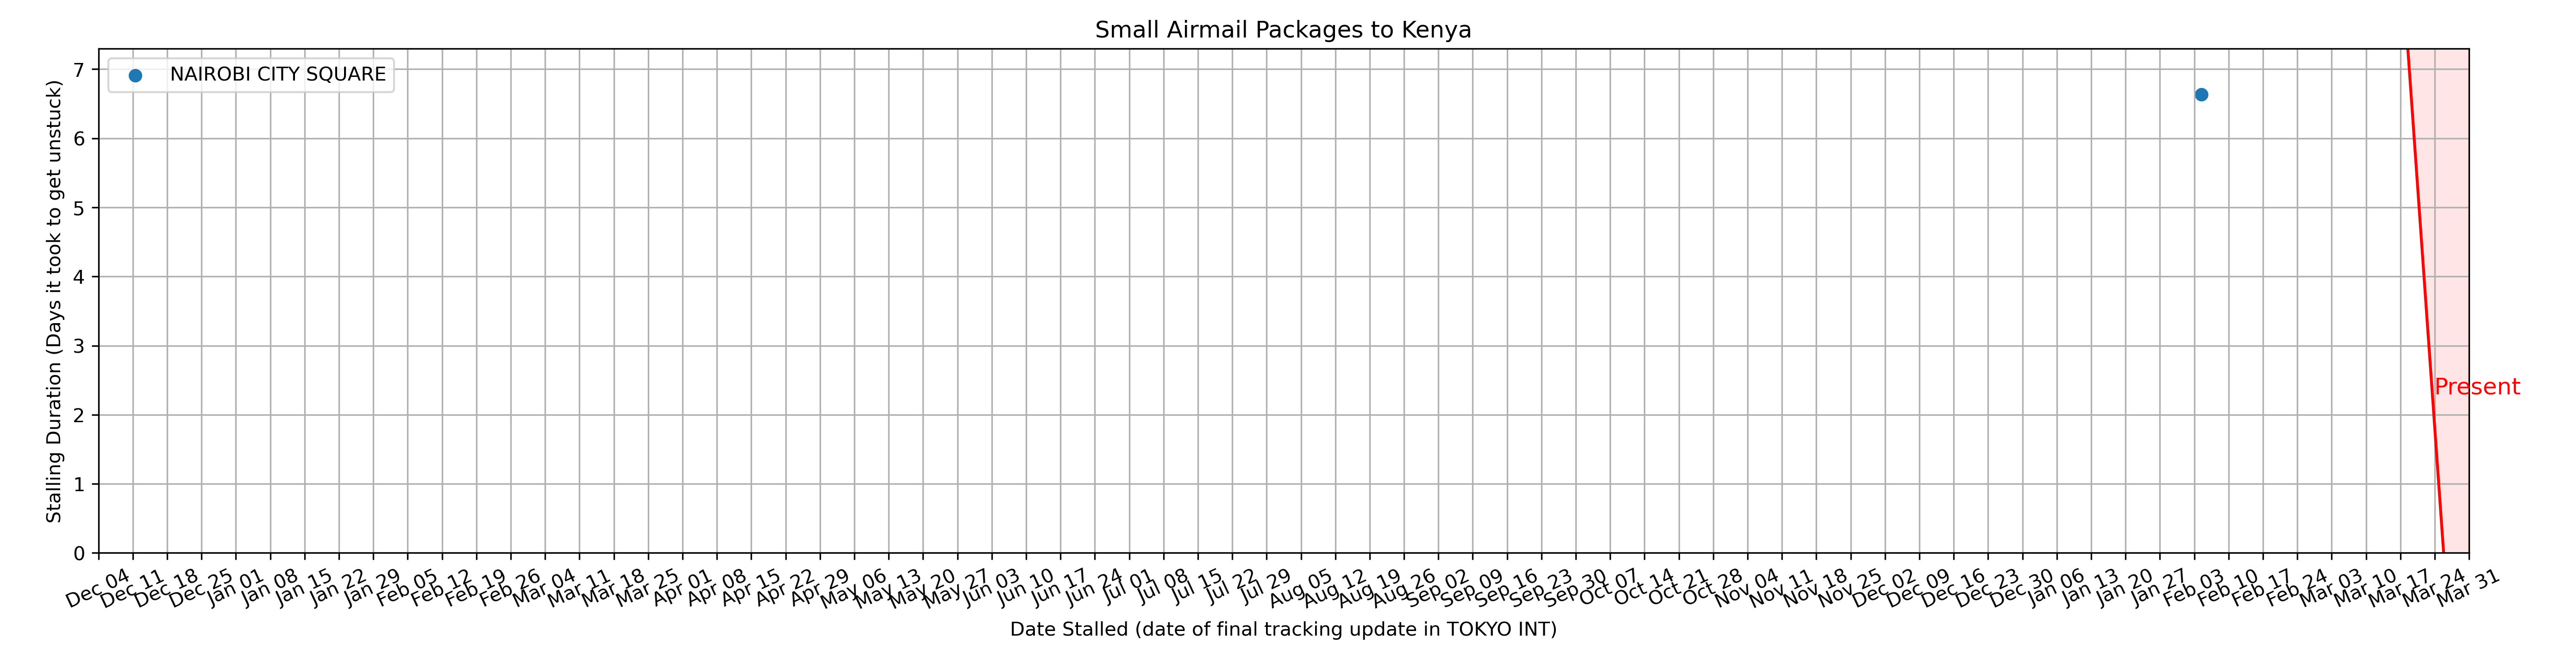 Small Airmail Packages to Kenya
NAIROBI CITY SQUARE
7
6
5
4
3
2
1
0
Stalling Duration (Days it took to get unstuck)
Present
Dec 04
Dec 11
Dec 18
Dec 25
Jan 01
Jan 08
Jan 15
Jan 22
Jan 29
Feb 05
Feb 12
Feb 19
Feb 26
Mar 04
Mar 11
Mar 18
Mar 25
Apr 01
Apr 08
Apr 15
Apr 22
Apr 29
May 06
May 13
May 20
May 27
Jun 03
Jun 10
Jun 17
Jun 24
Jul 01
Jul 08
Jul 15
Jul 22
Jul 29
Aug 05
Aug 12
Aug 19
Aug 26
Sep 02
Sep 09
Sep 16
Sep 23
Sep 30
Oct 07
Oct 14
Oct 21
Oct 28
Nov 04
Nov 11
Nov 18
Nov 25
Dec 02
Dec 09
Dec 16
Dec 23
Dec 30
Jan 06
Jan 13
Jan 20
Jan 27
Feb 03
Feb 10
Feb 17
Feb 24
Mar 03
Mar 10
Mar 17
Mar 24
Mar 31
Date Stalled (date of final tracking update in TOKYO INT)